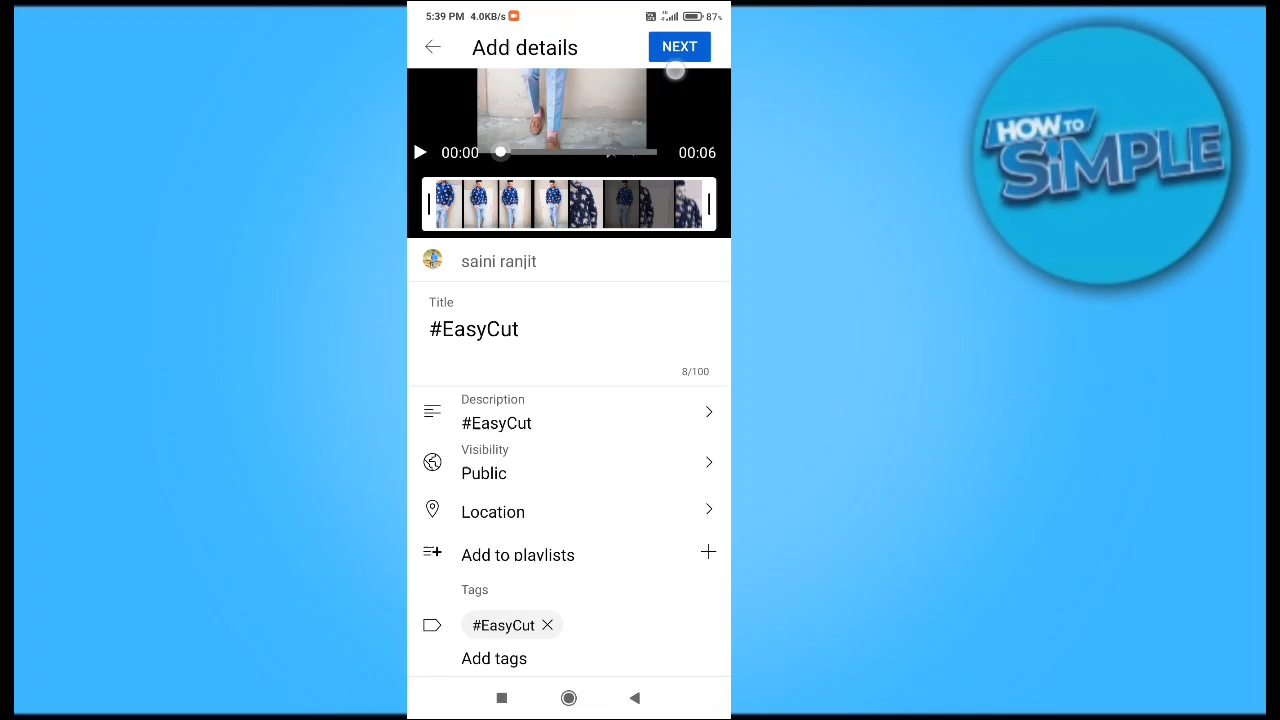 5:39 PM 4.0KB/s 4G 87%
Add details
NEXT
HOW TO
SiMPLE
00:00
00:06
saini ranjit
Title
#EasyCut
8/100
Description
#EasyCut
Visibility
Public
Location
Add to playlists
Tags
#EasyCut
Add tags